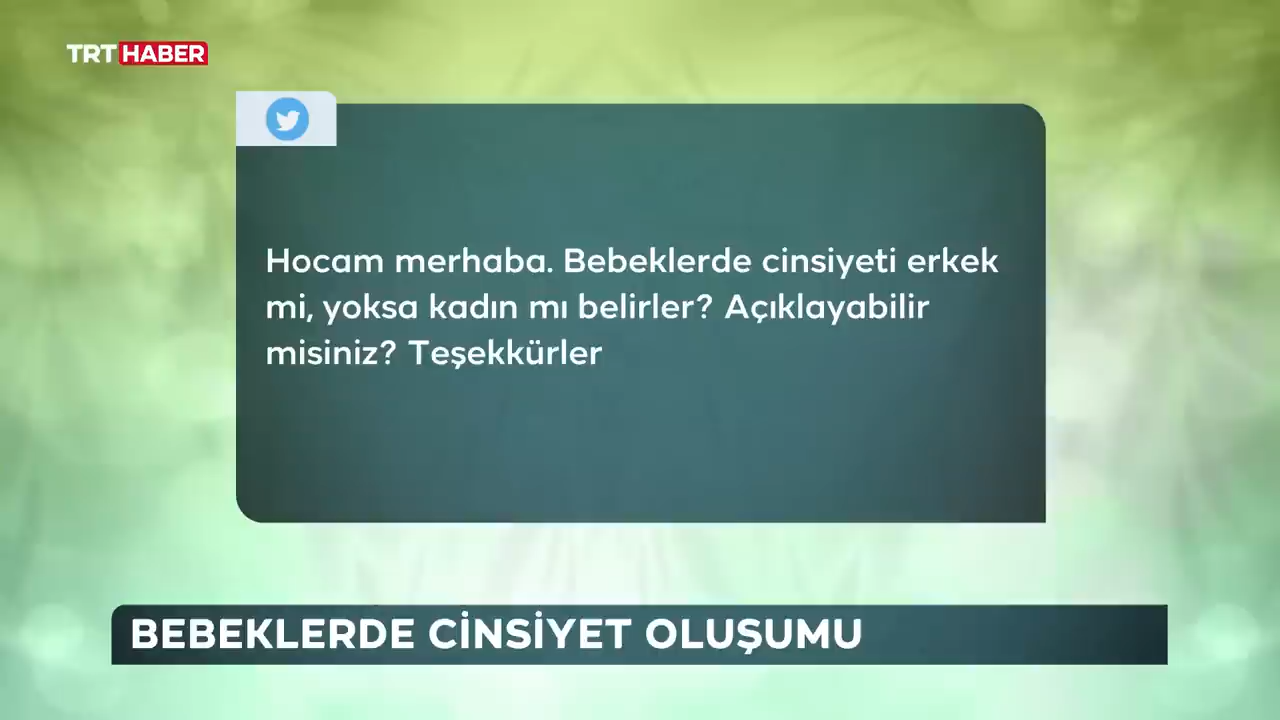 TRT HABER
Hocam merhaba. Bebeklerde cinsiyeti erkek
mi, yoksa kadın mı belirler? Açıklayabilir
misiniz? Teşekkürler
BEBEKLERDE CİNSİYET OLUŞUMU